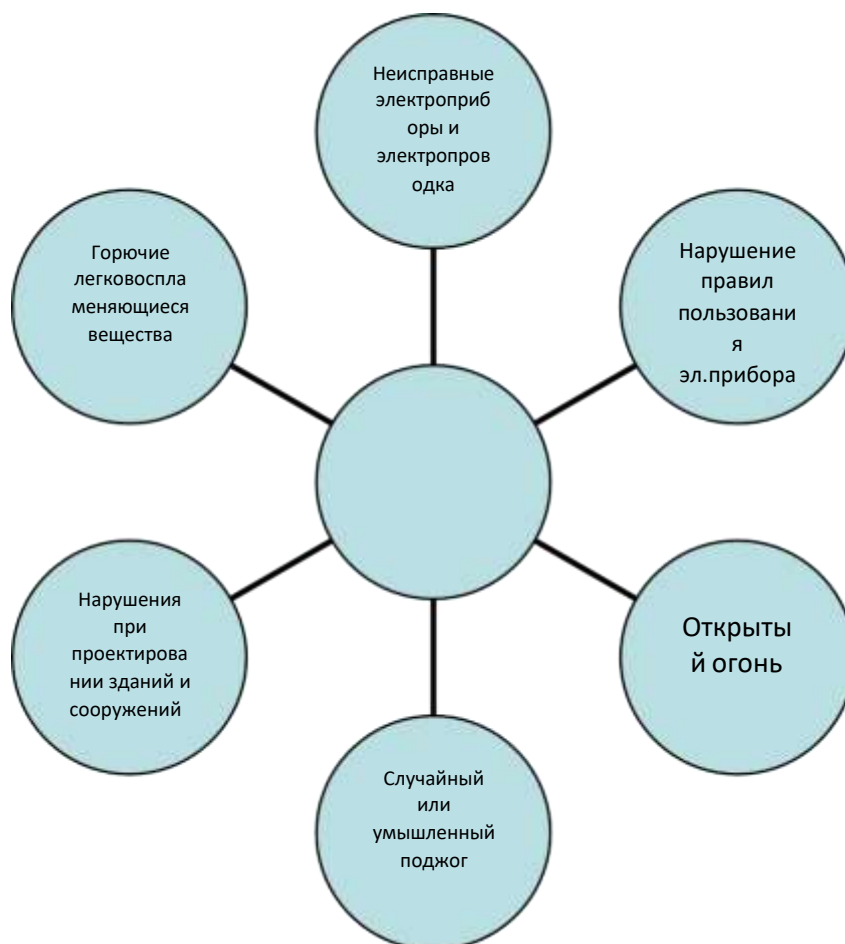 Неисправные
электроприб
оры и
электропров
одка
Горючие
легковоспла
меняющиеся
вещества
Нарушение
правил
пользовани
я
эл.прибора
Нарушения
при
проектирова
нии зданий и
сооружений
Открыты
й огонь
Случайный
или
умышленный
поджог